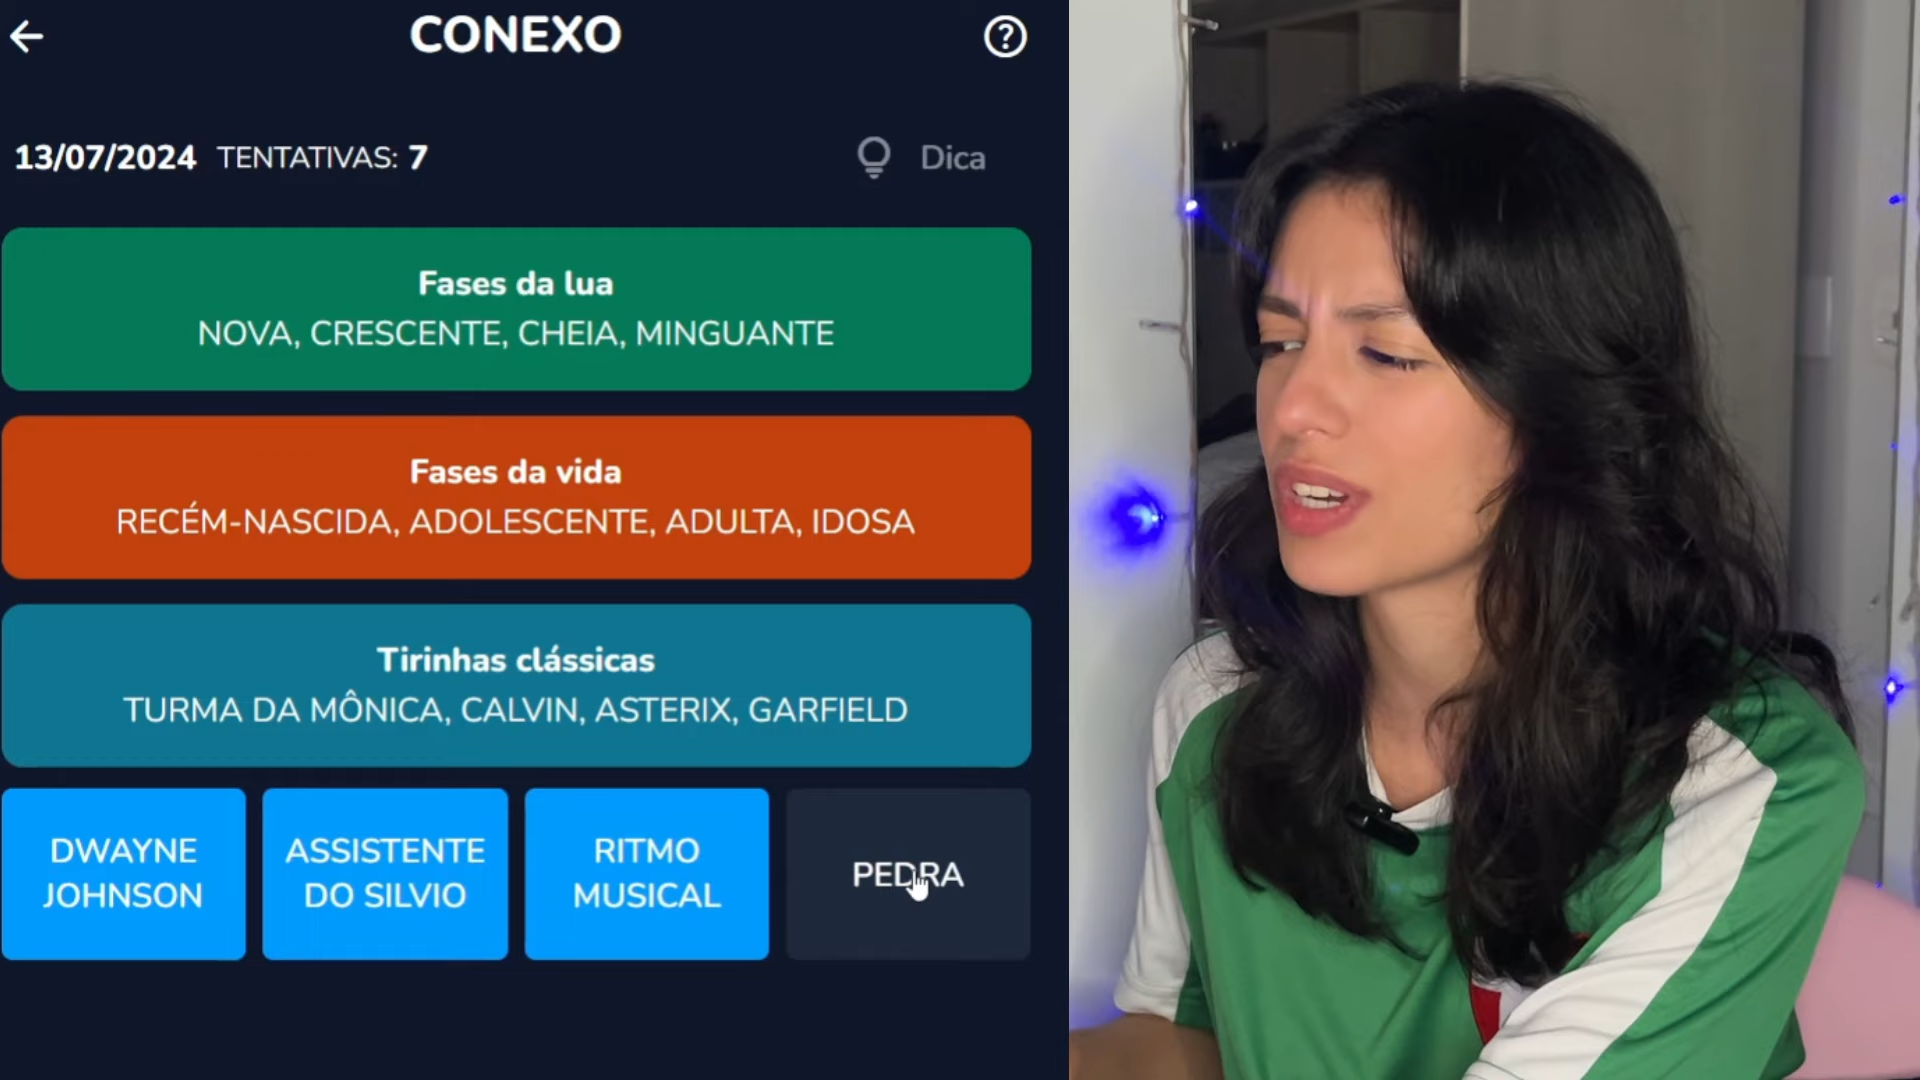 CONEXO
13/07/2024 TENTATIVAS: 7
Dica
Fases da lua
NOVA, CRESCENTE, CHEIA, MINGUANTE
Fases da vida
RECÉM-NASCIDA, ADOLESCENTE, ADULTA, IDOSA
Tirinhas clássicas
TURMA DA MÔNICA, CALVIN, ASTERIX, GARFIELD
DWAYNE
JOHNSON
ASSISTENTE
DO SILVIO
RITMO
MUSICAL
PEDRA